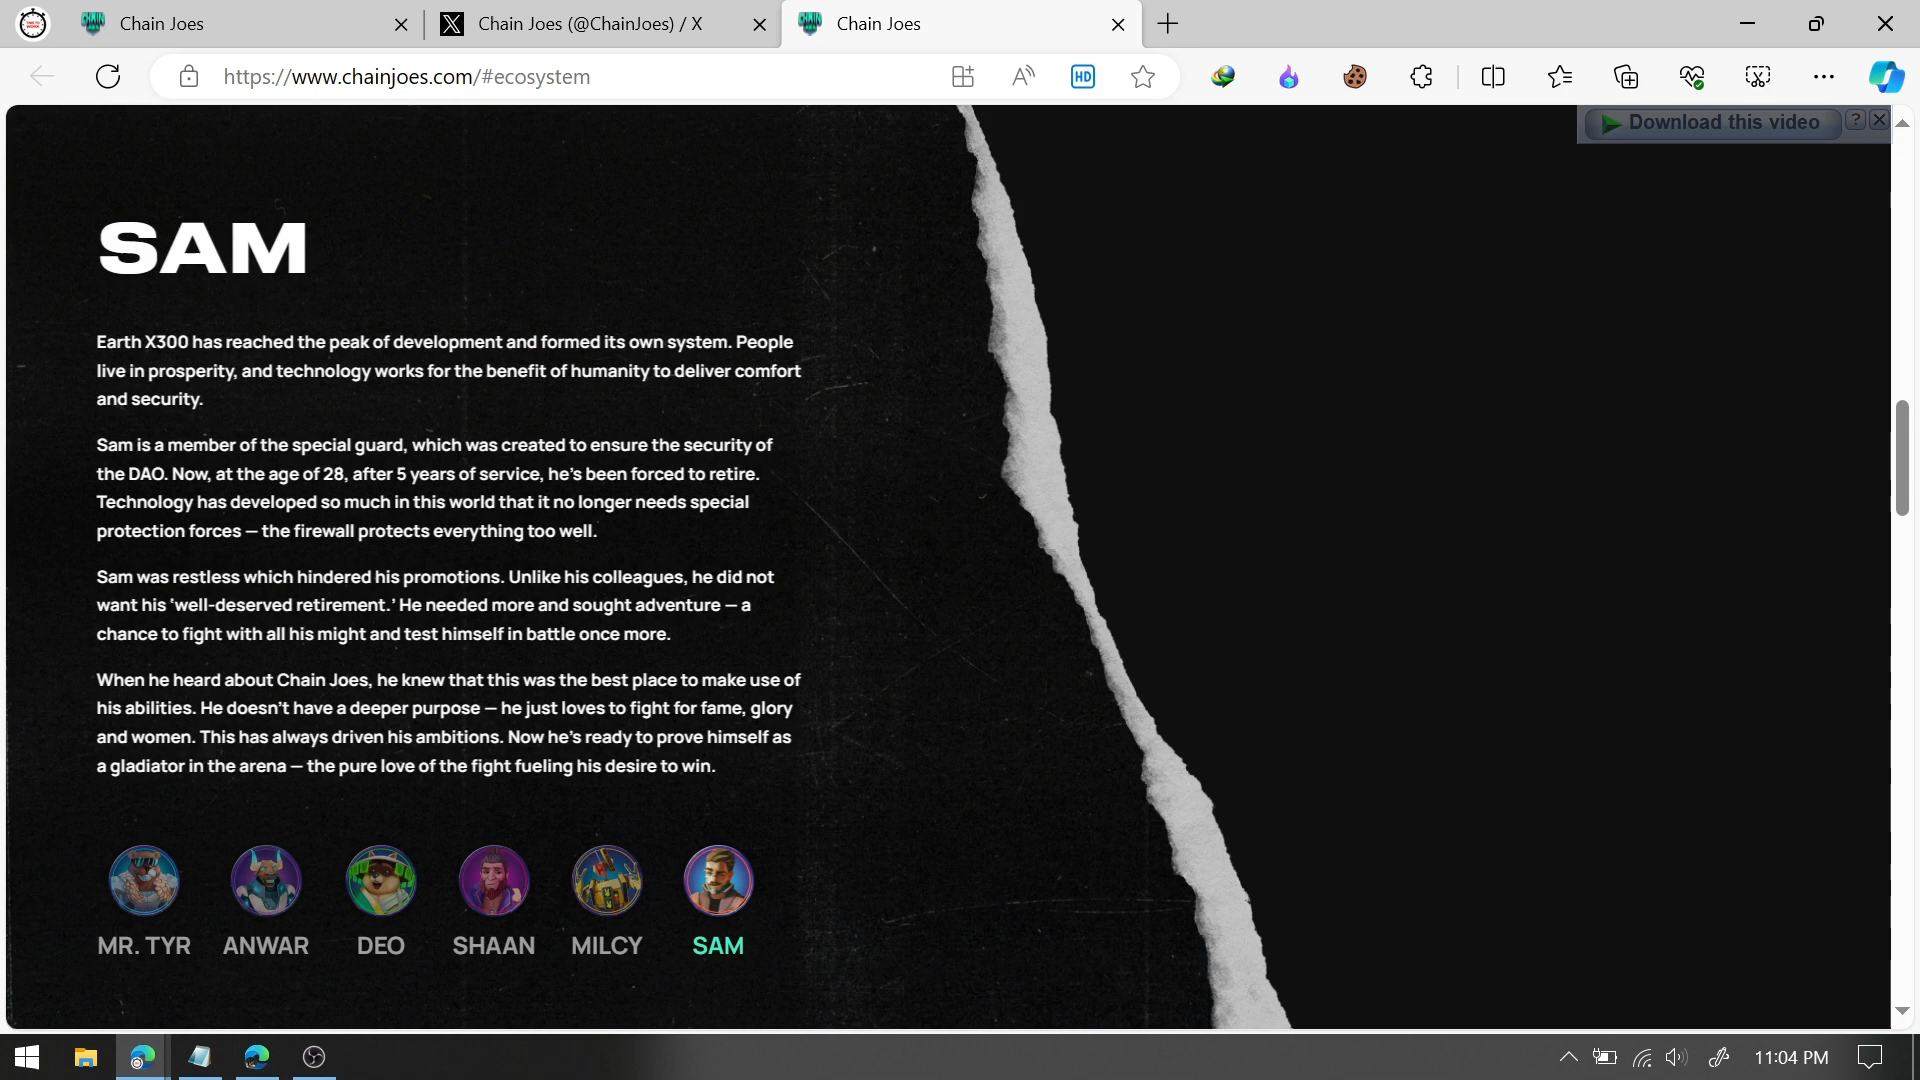 Chain Joes
Chain Joes (@ChainJoes) / X
Chain Joes
https://www.chainjoes.com/#ecosystem
HD
Download this video
?
SAM
Earth X300 has reached the peak of development and formed its own system. People
live in prosperity, and technology works for the benefit of humanity to deliver comfort
and security.
Sam is a member of the special guard, which was created to ensure the security of
the DAO. Now, at the age of 28, after 5 years of service, he's been forced to retire.
Technology has developed so much in this world that it no longer needs special
protection forces – the firewall protects everything too well.
Sam was restless which hindered his promotions. Unlike his colleagues, he did not
want his ‘well-deserved retirement.’ He needed more and sought adventure – a
chance to fight with all his might and test himself in battle once more.
When he heard about Chain Joes, he knew that this was the best place to make use of
his abilities. He doesn't have a deeper purpose – he just loves to fight for fame, glory
and women. This has always driven his ambitions. Now he's ready to prove himself as
a gladiator in the arena – the pure love of the fight fueling his desire to win.
MR. TYR
ANWAR
DEO
SHAAN
MILCY
SAM
11:04 PM